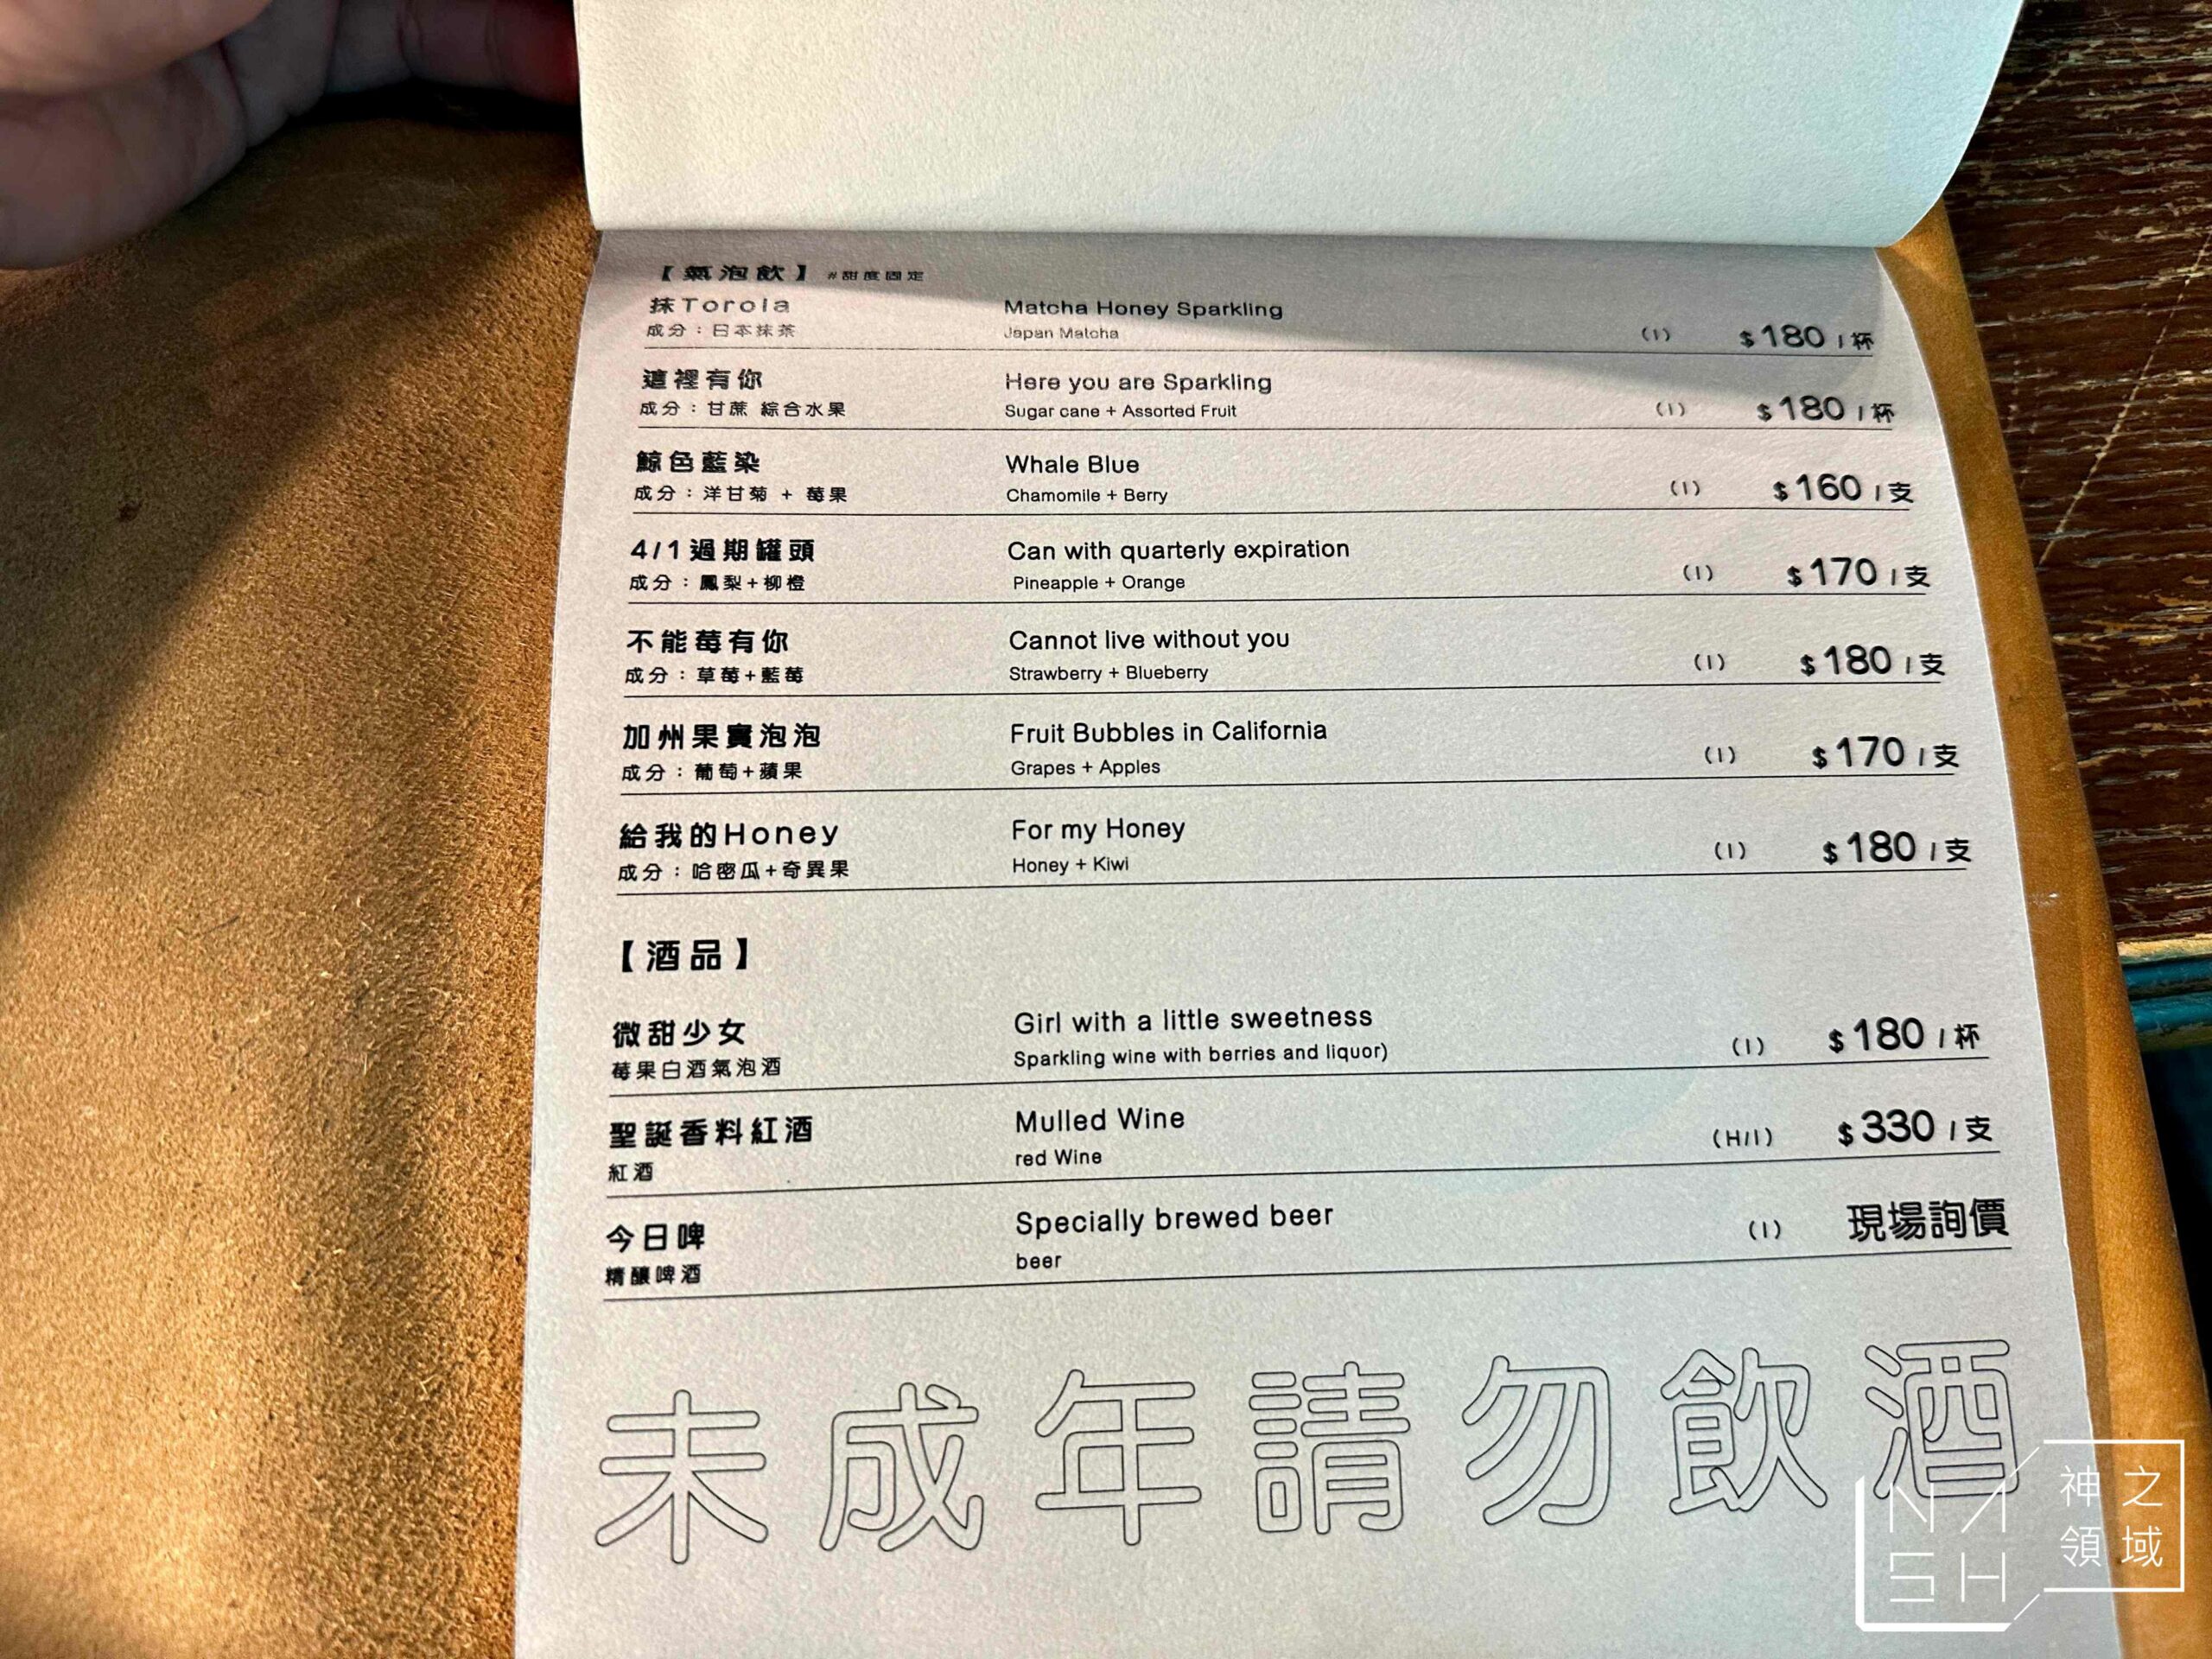 【氣泡飲】 #甜度固定
抹Torola Matcha Honey Sparkling
成分：日本抹茶 Japan Matcha (I) $180 / 杯
這裡有你 Here you are Sparkling
成分：甘蔗 綜合水果 Sugar cane + Assorted Fruit (I) $180 / 杯
鯨色藍染 Whale Blue
成分：洋甘菊 + 莓果 Chamomile + Berry (I) $160 / 支
4/1過期罐頭 Can with quarterly expiration
成分：鳳梨+柳橙 Pineapple + Orange (I) $170 / 支
不能莓有你 Cannot live without you
成分：草莓+藍莓 Strawberry + Blueberry (I) $180 / 支
加州果實泡泡 Fruit Bubbles in California
成分：葡萄+蘋果 Grapes + Apples (I) $170 / 支
給我的Honey For my Honey
成分：哈密瓜+奇異果 Honey + Kiwi (I) $180 / 支
【酒品】
微甜少女 Girl with a little sweetness
莓果白酒氣泡酒 Sparkling wine with berries and liquor) (I) $180 / 杯
聖誕香料紅酒 Mulled Wine
紅酒 red Wine (H/I) $330 / 支
今日啤 Specially brewed beer
精釀啤酒 beer (I) 現場詢價
未成年請勿飲酒
NMSH
神之領域